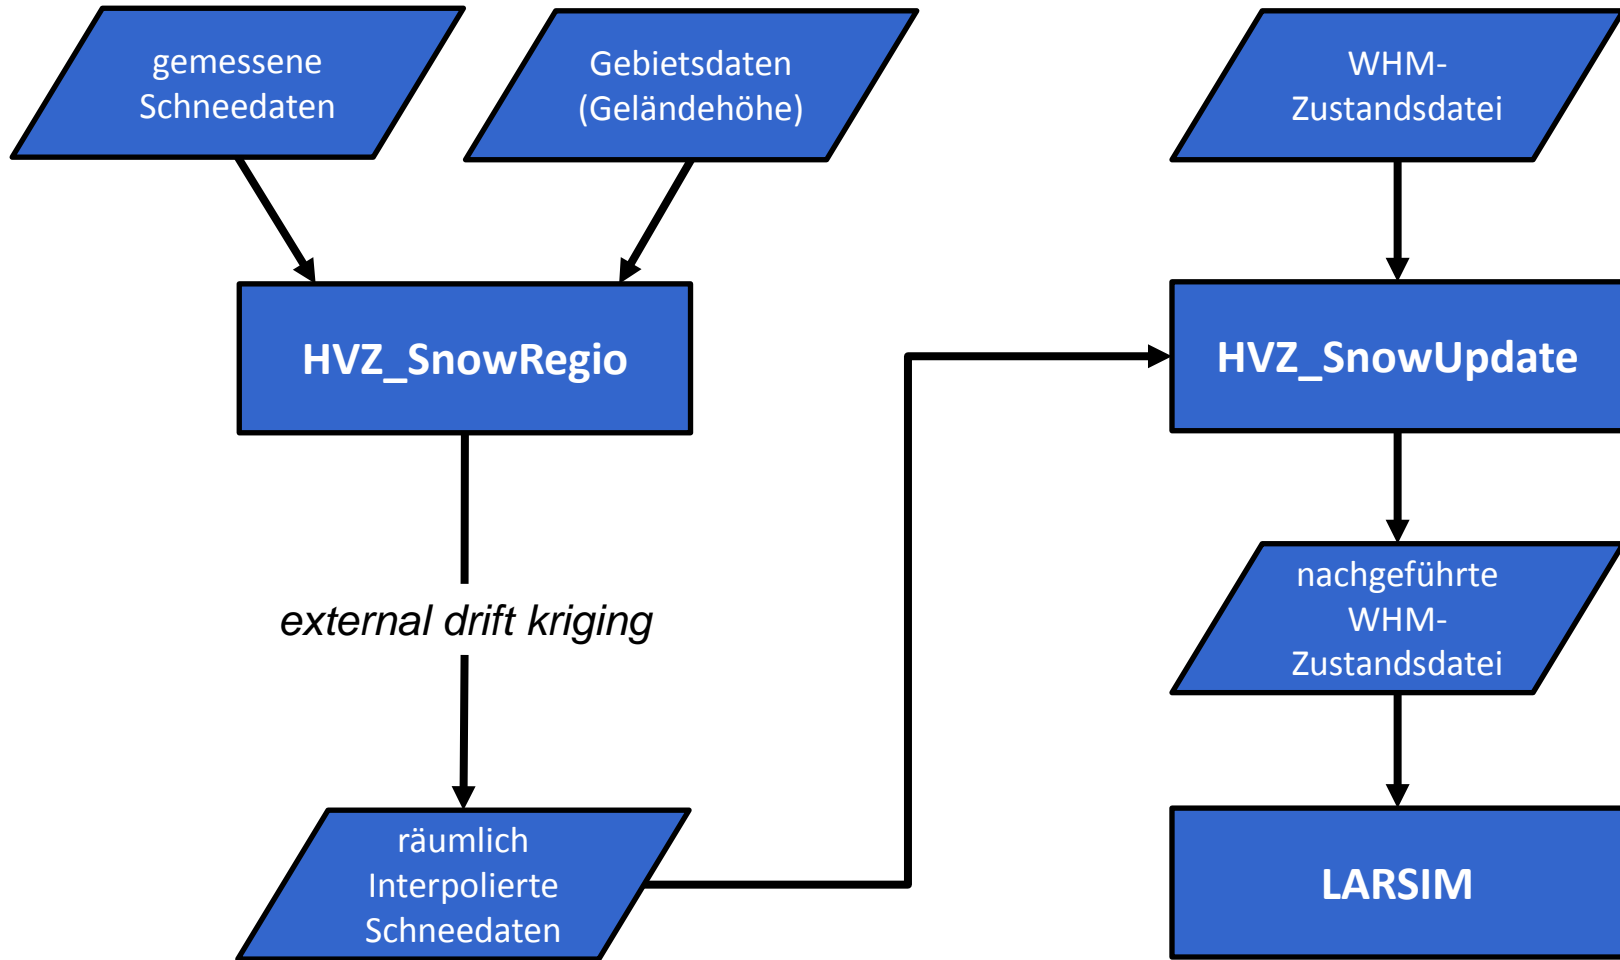 gemessene
Schneedaten
Gebietsdaten
(Geländehöhe)
WHM-
Zustandsdatei
HVZ_SnowRegio
HVZ_SnowUpdate
external drift kriging
nachgeführte
WHM-
Zustandsdatei
räumlich
Interpolierte
Schneedaten
LARSIM